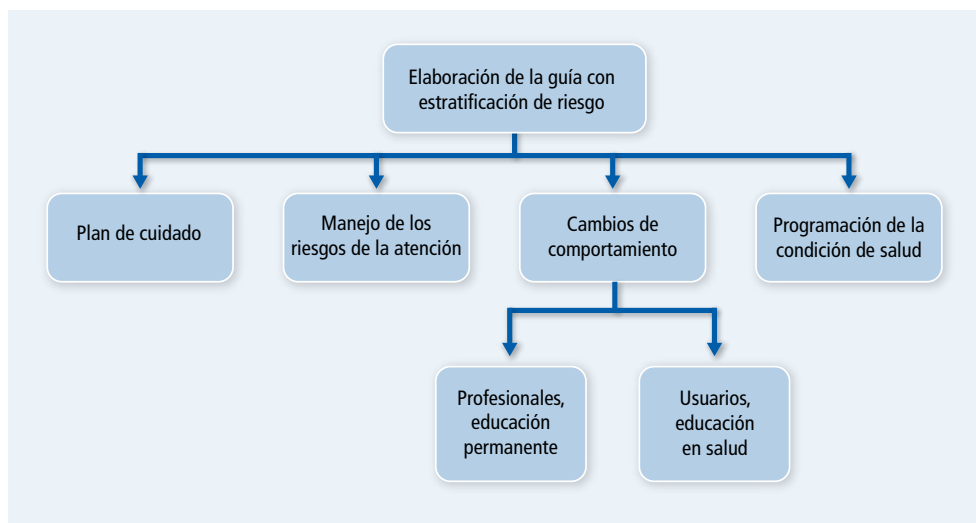 Elaboración de la guía con
estratificación de riesgo
Plan de cuidado
Manejo de los
riesgos de la atención
Cambios de
comportamiento
Programación de la
condición de salud
Profesionales,
educación
permanente
Usuarios,
educación
en salud